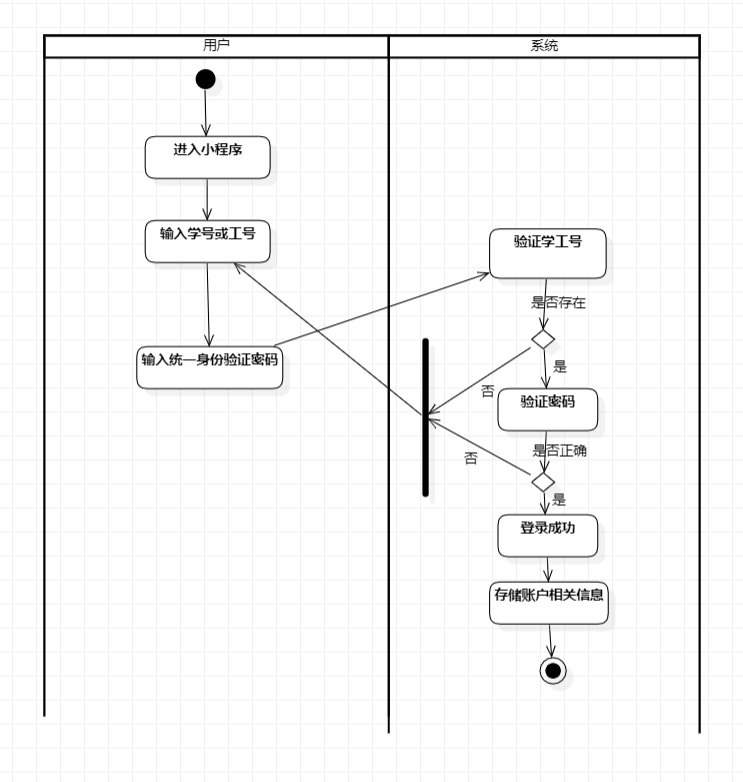 用户
系统
进入小程序
输入学号或工号
验证学工号
是否存在
输入统一身份验证密码
是
否
验证密码
是否正确
否
是
登录成功
存储账户相关信息